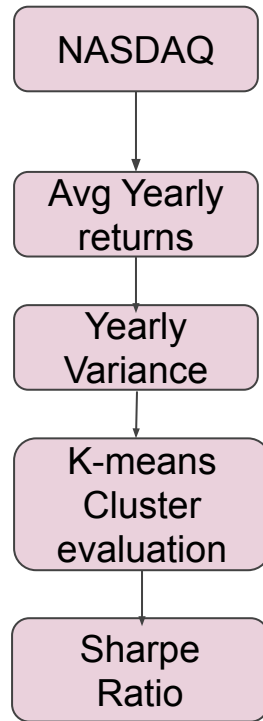 NASDAQ
Avg Yearly
returns
Yearly
Variance
K-means
Cluster
evaluation
Sharpe
Ratio